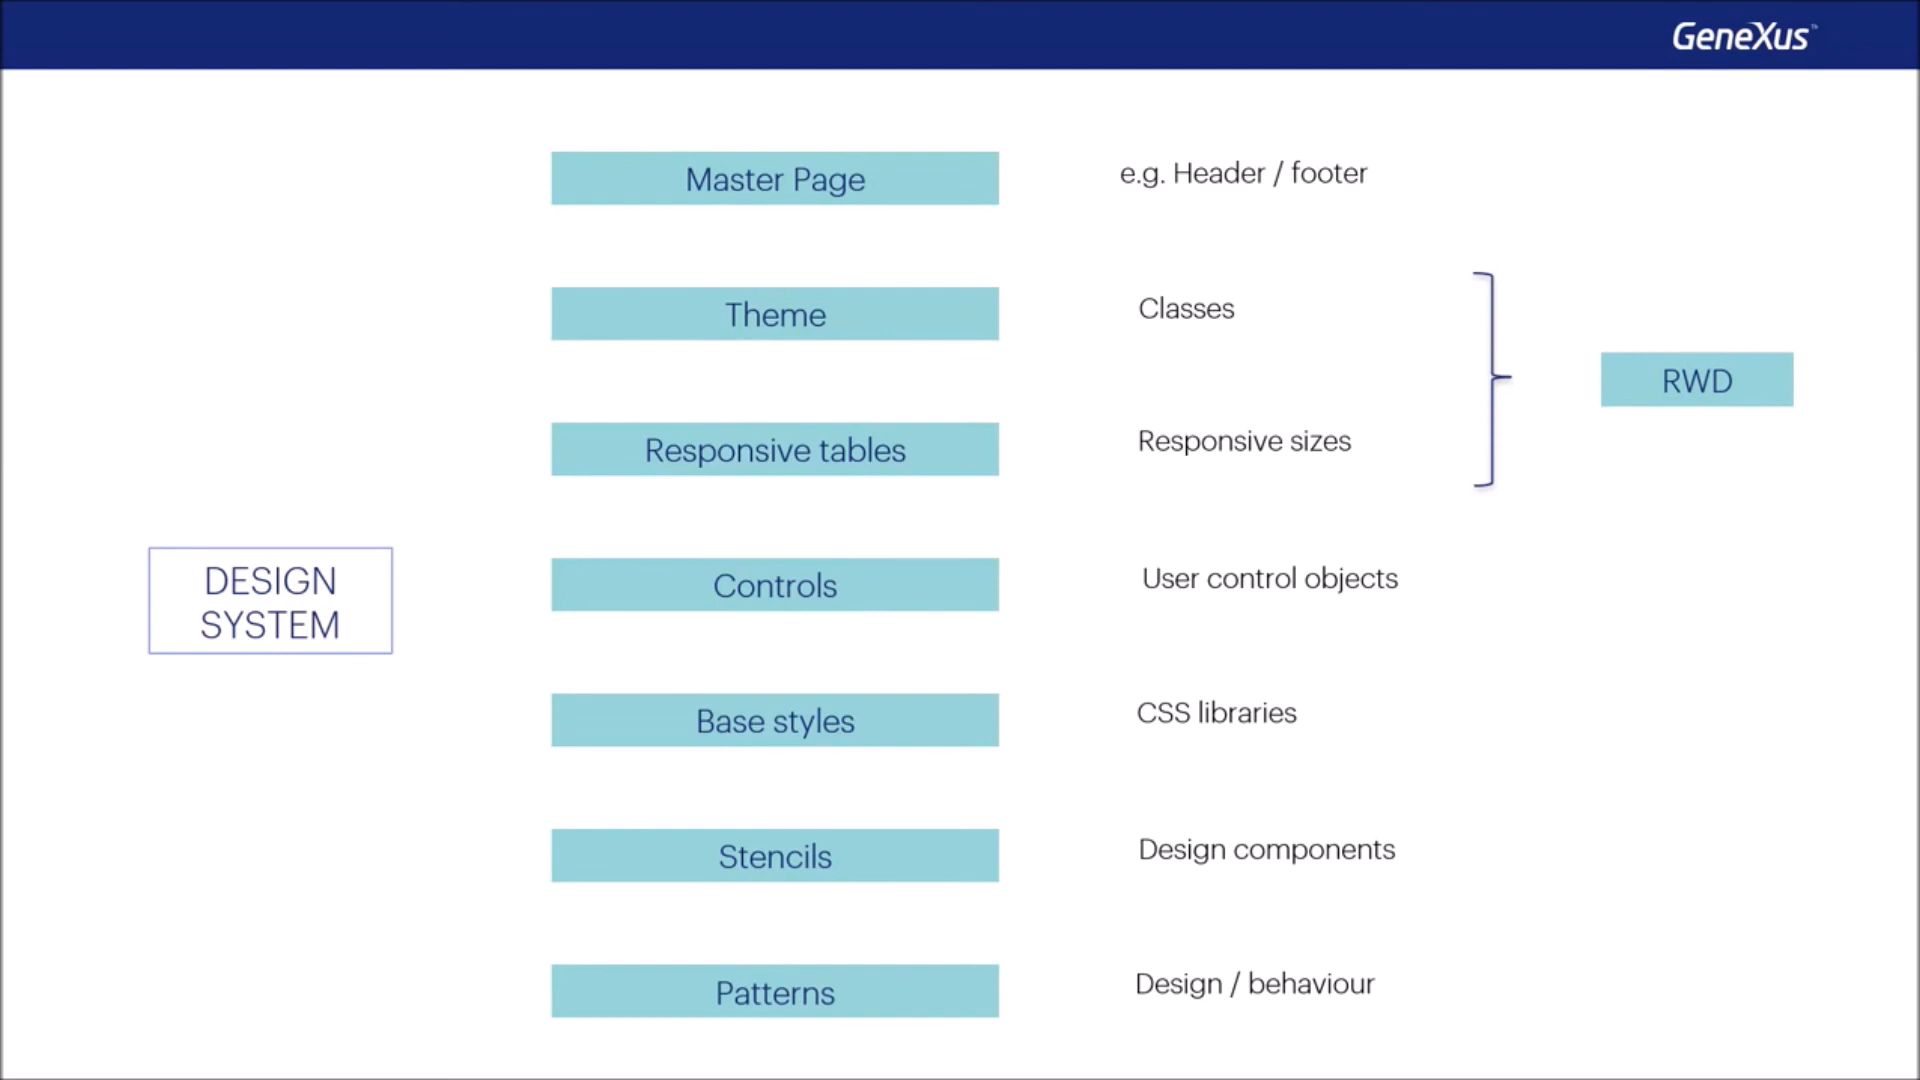 GeneXus™
Master Page
e.g. Header / footer
Theme
Classes
RWD
Responsive tables
Responsive sizes
DESIGN
SYSTEM
Controls
User control objects
Base styles
CSS libraries
Stencils
Design components
Patterns
Design / behaviour